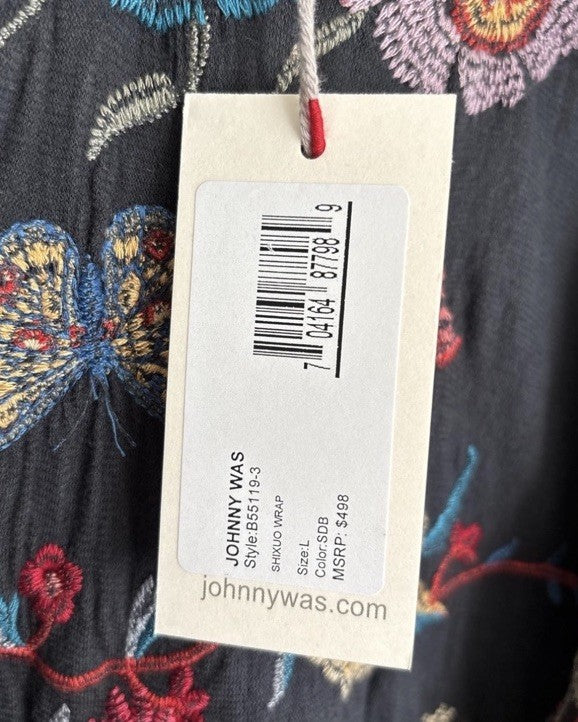 7 04164 87798 9
JOHNNY WAS
Style:B55119-3
SHIXUO WRAP
Size:L
Color:SDB
MSRP: $498
johnnywas.com